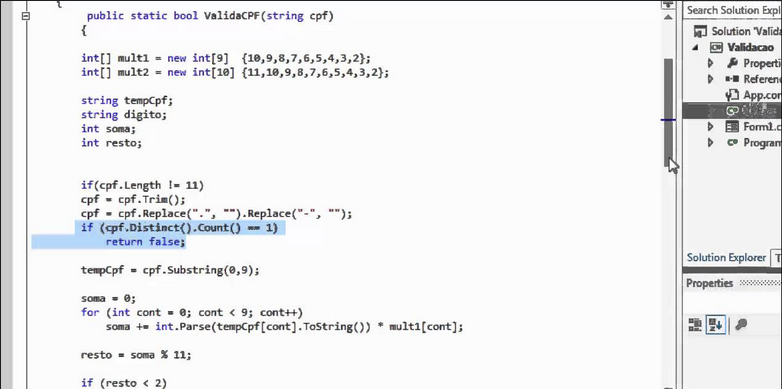 {
public static bool ValidaCPF(string cpf)
{
int[] mult1 = new int[9] {10,9,8,7,6,5,4,3,2};
int[] mult2 = new int[10] {11,10,9,8,7,6,5,4,3,2};
string tempCpf;
string digito;
int soma;
int resto;
if(cpf.Length != 11)
cpf = cpf.Trim();
cpf = cpf.Replace(".", "").Replace("-", "");
if (cpf.Distinct().Count() == 1)
return false;
tempCpf = cpf.Substring(0,9);
soma = 0;
for (int cont = 0; cont < 9; cont++)
soma += int.Parse(tempCpf[cont].ToString()) * mult1[cont];
resto = soma % 11;
if (resto < 2)
Search Solution Expl
Solution 'Valida
Validacao
Properti
Referenc
App.con
Form1.c
Program
Solution Explorer T
Properties